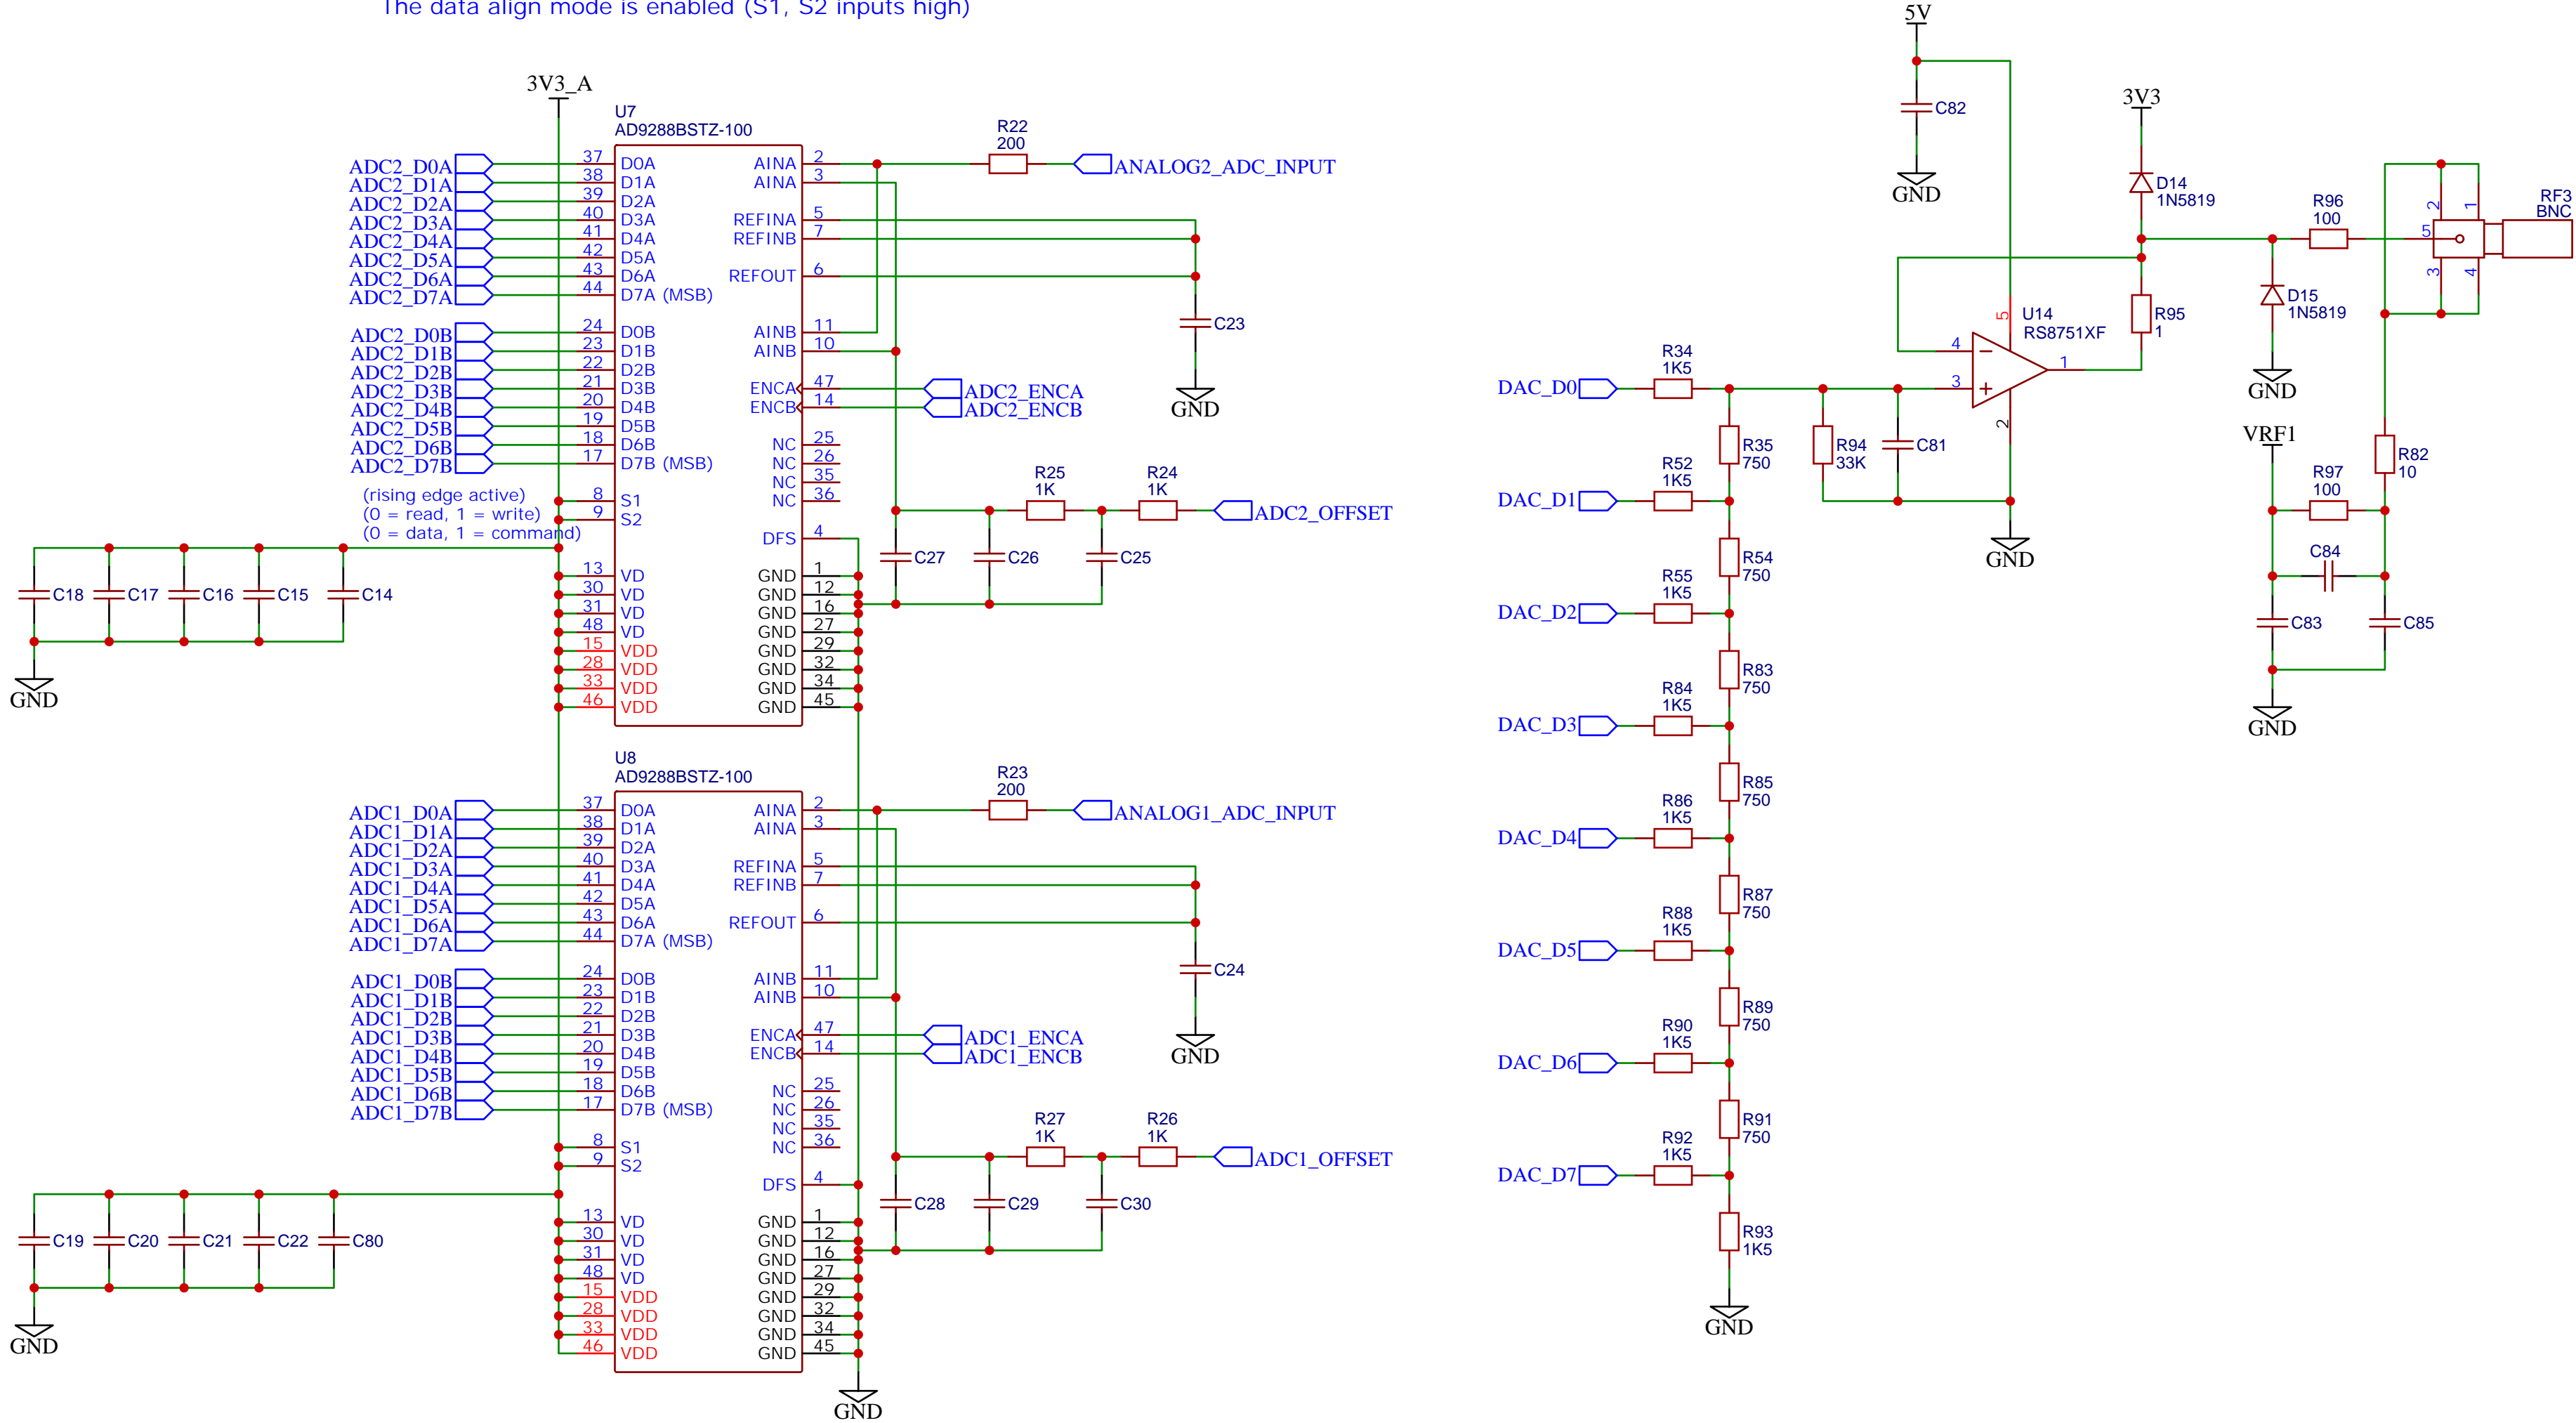 The data align mode is enabled (S1, S2 inputs high)
3V3_A
U7
AD9288BSTZ-100
ADC2_D0A 37 D0A
ADC2_D1A 38 D1A
ADC2_D2A 39 D2A
ADC2_D3A 40 D3A
ADC2_D4A 41 D4A
ADC2_D5A 42 D5A
ADC2_D6A 43 D6A
ADC2_D7A 44 D7A (MSB)
ADC2_D0B 24 D0B
ADC2_D1B 23 D1B
ADC2_D2B 22 D2B
ADC2_D3B 21 D3B
ADC2_D4B 20 D4B
ADC2_D5B 19 D5B
ADC2_D6B 18 D6B
ADC2_D7B 17 D7B (MSB)
(rising edge active)
(0 = read, 1 = write)
(0 = data, 1 = command)
8 S1
9 S2
13 VD
30 VD
31 VD
48 VD
15 VDD
28 VDD
33 VDD
46 VDD
C18 C17 C16 C15 C14
GND
AINA 2
AINA 3
REFINA 5
REFINB 7
REFOUT 6
AINB 11
AINB 10
ENCA 47 ADC2_ENCA
ENCB 14 ADC2_ENCB
NC 25
NC 26
NC 35
NC 36
DFS 4
GND 1
GND 12
GND 16
GND 27
GND 29
GND 32
GND 34
GND 45
R22
200
ANALOG2_ADC_INPUT
C23
GND
R25
1K
R24
1K
ADC2_OFFSET
C27 C26 C25
U8
AD9288BSTZ-100
ADC1_D0A 37 D0A
ADC1_D1A 38 D1A
ADC1_D2A 39 D2A
ADC1_D3A 40 D3A
ADC1_D4A 41 D4A
ADC1_D5A 42 D5A
ADC1_D6A 43 D6A
ADC1_D7A 44 D7A (MSB)
ADC1_D0B 24 D0B
ADC1_D1B 23 D1B
ADC1_D2B 22 D2B
ADC1_D3B 21 D3B
ADC1_D4B 20 D4B
ADC1_D5B 19 D5B
ADC1_D6B 18 D6B
ADC1_D7B 17 D7B (MSB)
8 S1
9 S2
13 VD
30 VD
31 VD
48 VD
15 VDD
28 VDD
33 VDD
46 VDD
C19 C20 C21 C22 C80
GND
AINA 2
AINA 3
REFINA 5
REFINB 7
REFOUT 6
AINB 11
AINB 10
ENCA 47 ADC1_ENCA
ENCB 14 ADC1_ENCB
NC 25
NC 26
NC 35
NC 36
DFS 4
GND 1
GND 12
GND 16
GND 27
GND 29
GND 32
GND 34
GND 45
GND
R23
200
ANALOG1_ADC_INPUT
C24
GND
R27
1K
R26
1K
ADC1_OFFSET
C28 C29 C30
5V
C82
GND
3V3
D14
1N5819
R96
100
RF3
BNC
2 1
5
3 4
D15
1N5819
GND
U14
RS8751XF
5
4
3
1
2
R95
1
R94
33K
C81
GND
VRF1
R97
100
R82
10
C84
C83
C85
GND
DAC_D0
R34
1K5
R35
750
DAC_D1
R52
1K5
R54
750
DAC_D2
R55
1K5
R83
750
DAC_D3
R84
1K5
R85
750
DAC_D4
R86
1K5
R87
750
DAC_D5
R88
1K5
R89
750
DAC_D6
R90
1K5
R91
750
DAC_D7
R92
1K5
R93
1K5
GND